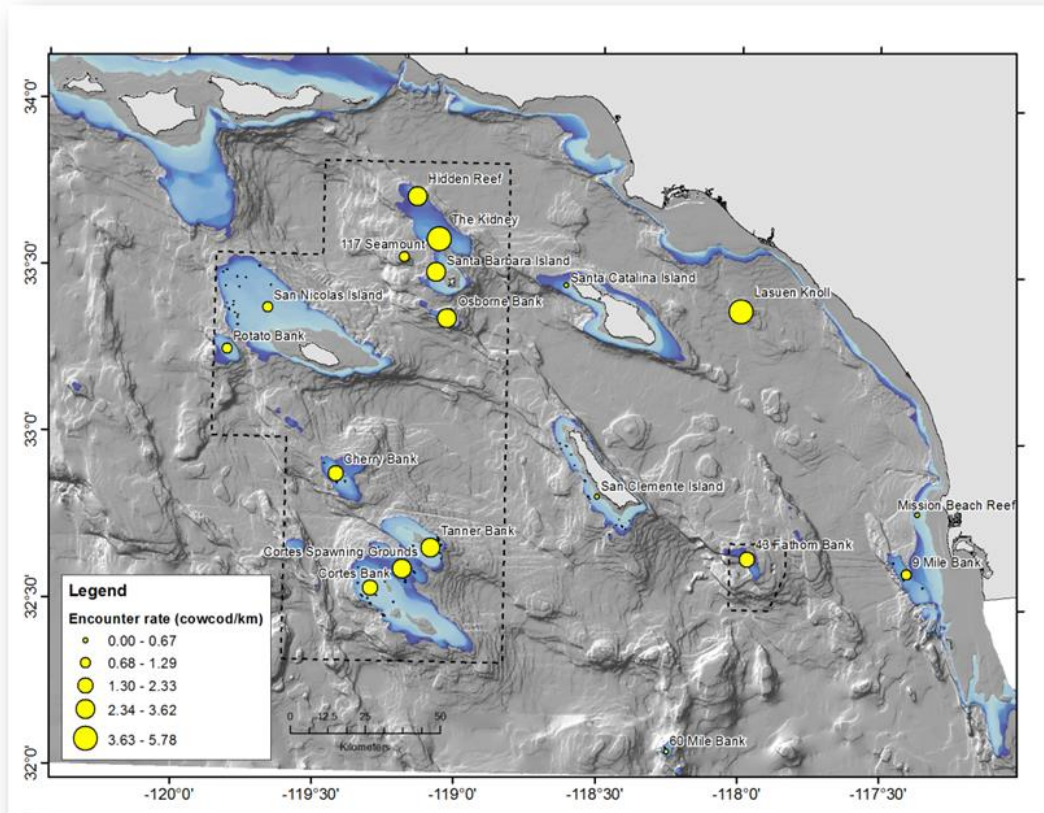 34°0'
33°30'
33°0'
32°30'
32°0'
Hidden Reef
The Kidney
117 Seamount
Santa Barbara Island
Santa Catalina Island
Lasuen Knoll
San Nicolas Island
Osborne Bank
Potato Bank
Cherry Bank
San Clemente Island
Mission Beach Reef
Tanner Bank
43 Fathom Bank
Cortes Spawning Grounds
Cortes Bank
9 Mile Bank
60 Mile Bank
Legend
Encounter rate (cowcod/km)
0.00 - 0.67
0.68 - 1.29
1.30 - 2.33
2.34 - 3.62
3.63 - 5.78
0 12.5 25 50
Kilometers
-120°0' -119°30' -119°0' -118°30' -118°0' -117°30'